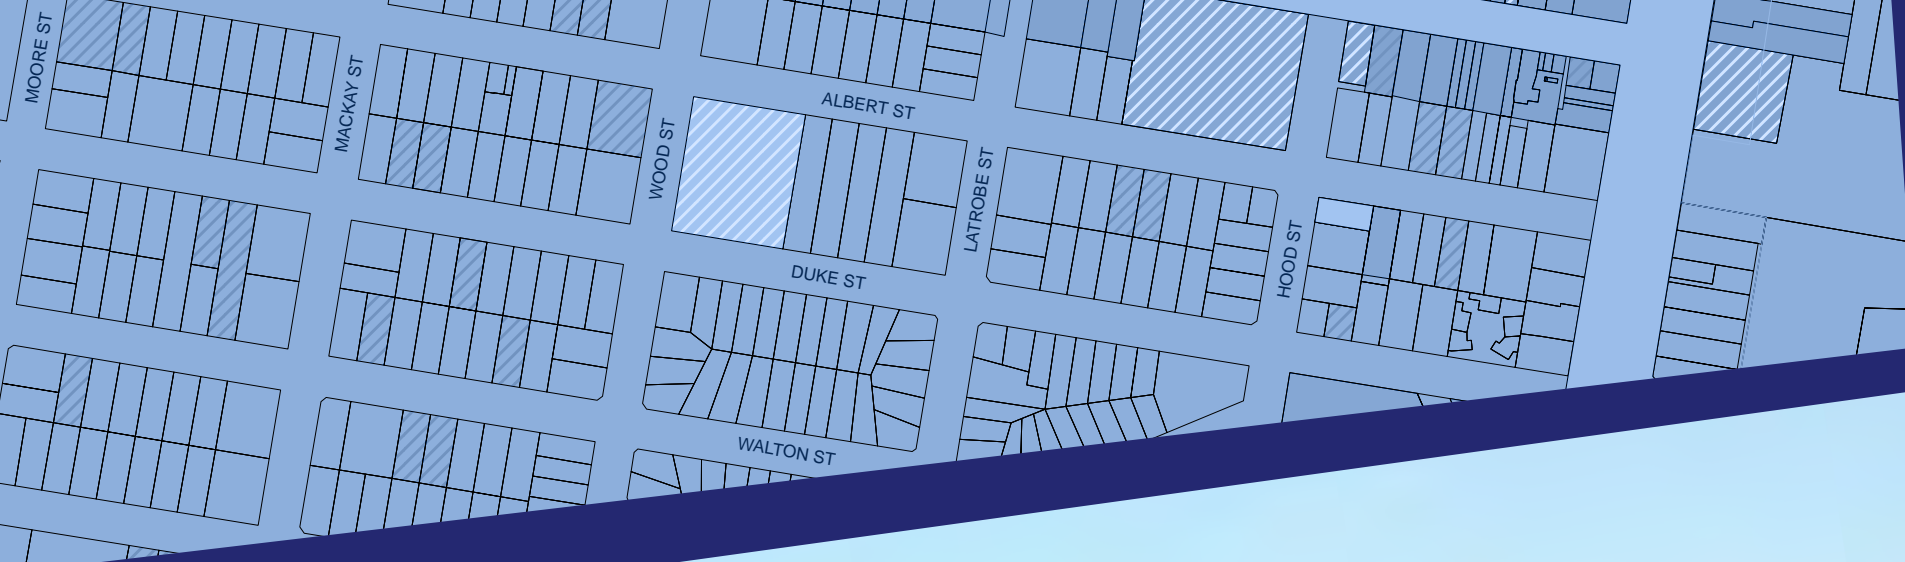 MOORE ST
MACKAY ST
WOOD ST
ALBERT ST
LATROBE ST
HOOD ST
DUKE ST
WALTON ST